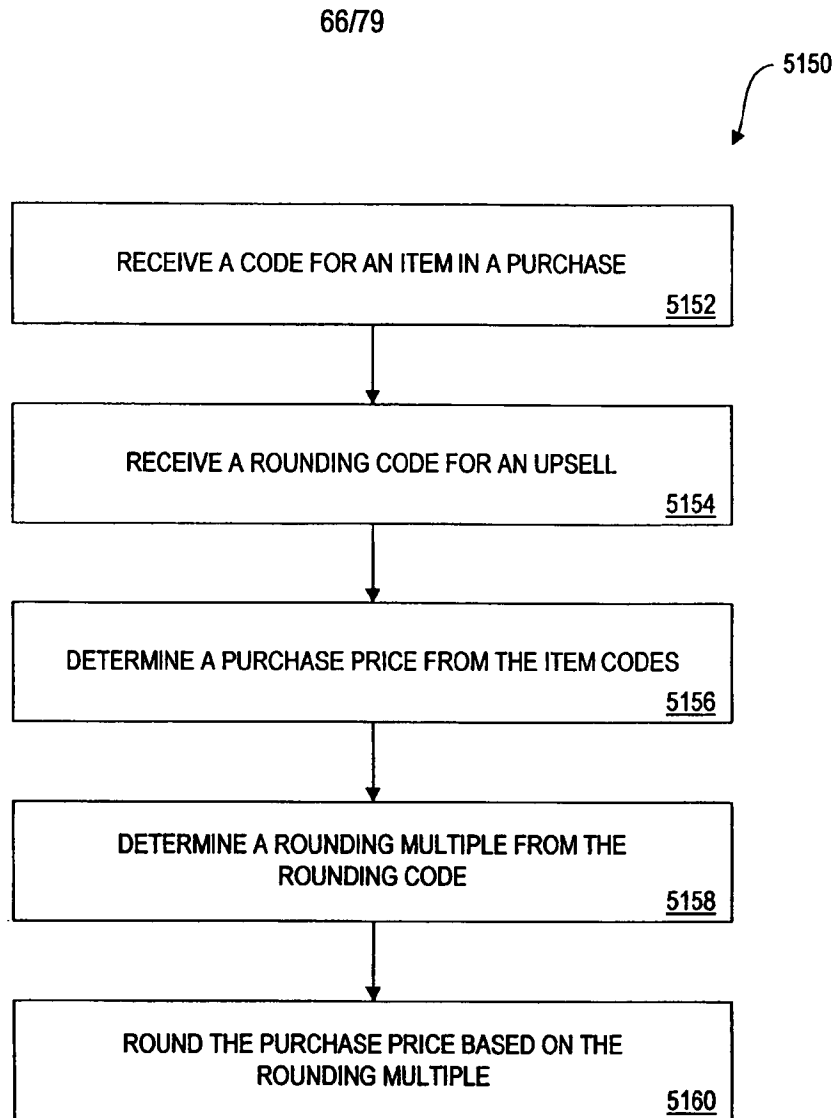 66/79
5150
RECEIVE A CODE FOR AN ITEM IN A PURCHASE
5152
RECEIVE A ROUNDING CODE FOR AN UPSELL
5154
DETERMINE A PURCHASE PRICE FROM THE ITEM CODES
5156
DETERMINE A ROUNDING MULTIPLE FROM THE
ROUNDING CODE
5158
ROUND THE PURCHASE PRICE BASED ON THE
ROUNDING MULTIPLE
5160